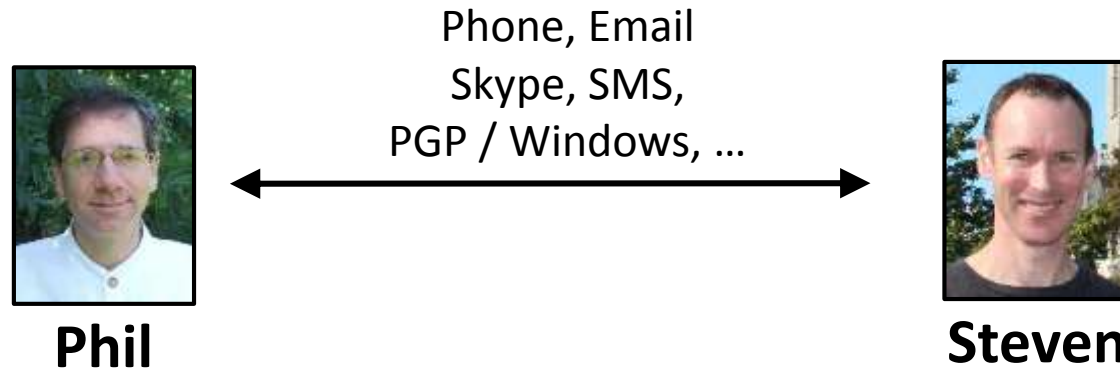 Phone, Email
Skype, SMS,
PGP / Windows, …
Phil
Steven